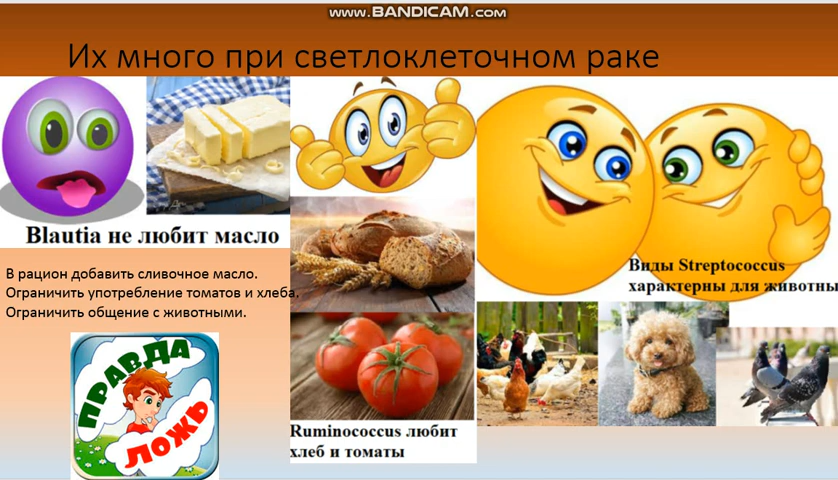 www.BANDICAM.com
Их много при светлоклеточном раке
Blautia не любит масло
В рацион добавить сливочное масло.
Ограничить употребление томатов и хлеба.
Ограничить общение с животными.
ПРАВДА
ЛОЖЬ
Ruminococcus любит
хлеб и томаты
Виды Streptococcus
характерны для животны